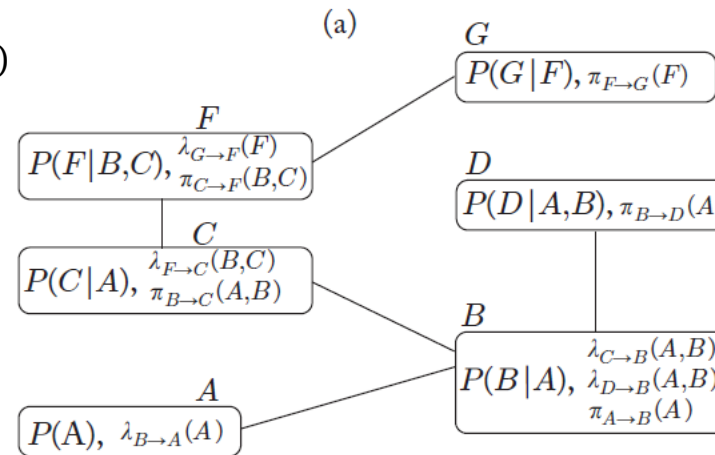 (a)
)
G
P(G|F), π_{F→G}(F)
F
P(F|B,C), λ_{G→F}(F)
π_{C→F}(B,C)
D
P(D|A,B), π_{B→D}(A
C
P(C|A), λ_{F→C}(B,C)
π_{B→C}(A,B)
B
P(B|A), λ_{C→B}(A,B)
λ_{D→B}(A,B)
π_{A→B}(A)
A
P(A), λ_{B→A}(A)